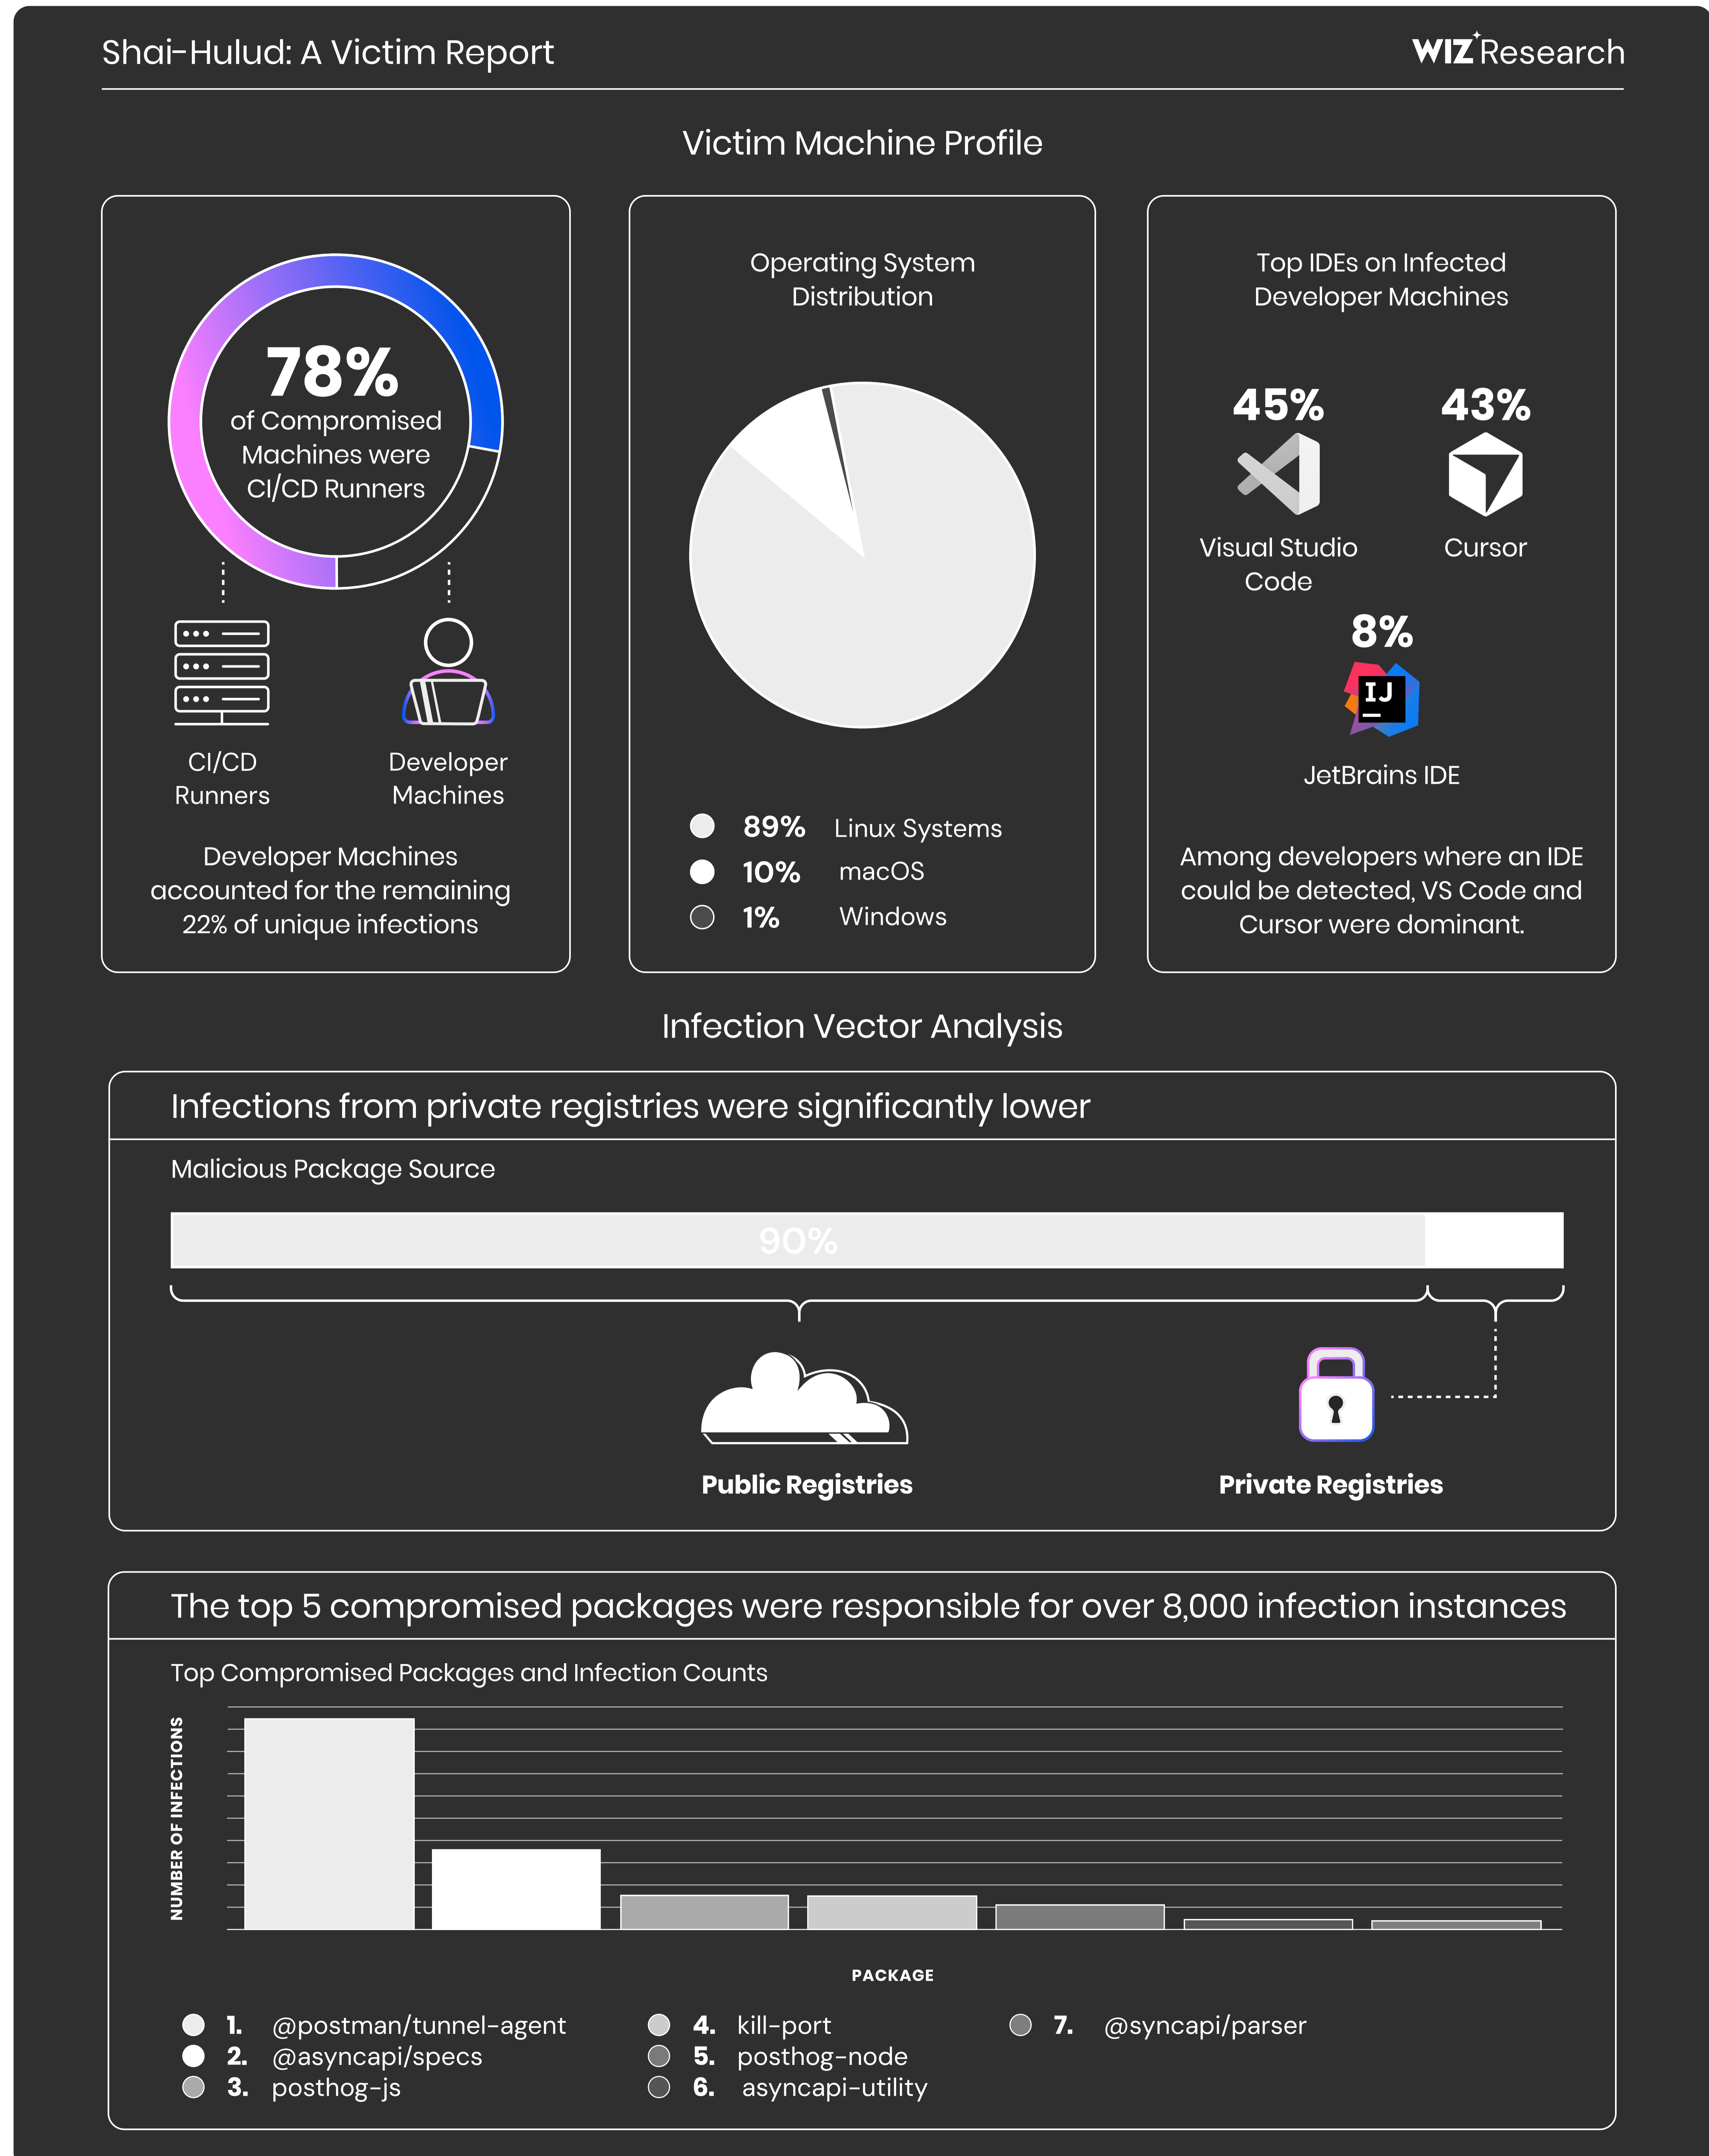 Shai-Hulud: A Victim Report
WIZ Research
Victim Machine Profile
78%
of Compromised
Machines were
CI/CD Runners
CI/CD
Runners
Developer
Machines
Developer Machines
accounted for the remaining
22% of unique infections
Operating System
Distribution
89% Linux Systems
10% macOS
1% Windows
Top IDEs on Infected
Developer Machines
45%
Visual Studio
Code
43%
Cursor
8%
IJ
JetBrains IDE
Among developers where an IDE
could be detected, VS Code and
Cursor were dominant.
Infection Vector Analysis
Infections from private registries were significantly lower
Malicious Package Source
90%
Public Registries
Private Registries
The top 5 compromised packages were responsible for over 8,000 infection instances
Top Compromised Packages and Infection Counts
NUMBER OF INFECTIONS
PACKAGE
1. @postman/tunnel-agent
2. @asyncapi/specs
3. posthog-js
4. kill-port
5. posthog-node
6. asyncapi-utility
7. @syncapi/parser